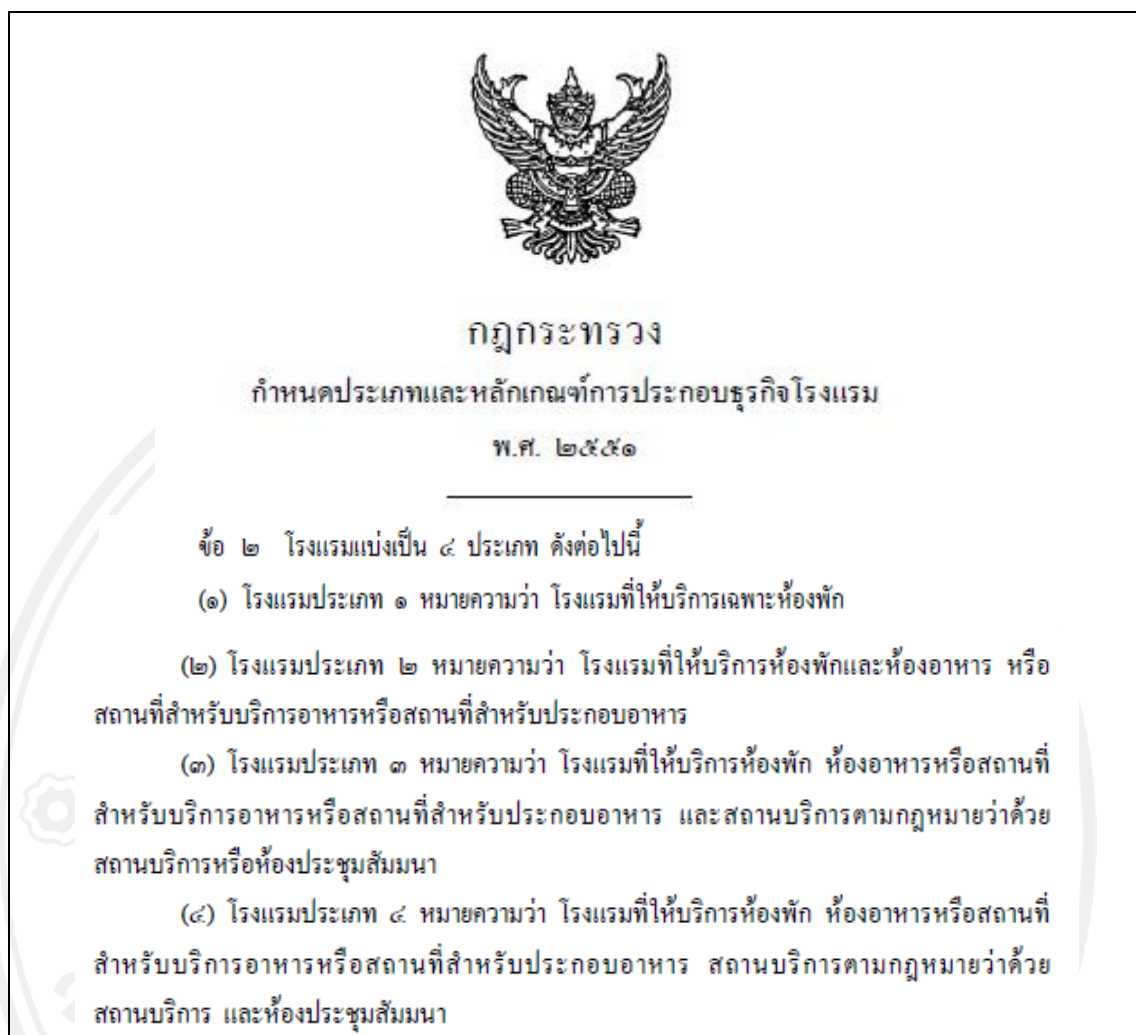 กฎกระทรวง
กำหนดประเภทและหลักเกณฑ์การประกอบธุรกิจโรงแรม
พ.ศ. ๒๕๕๑
ข้อ ๒ โรงแรมแบ่งเป็น ๔ ประเภท ดังต่อไปนี้
(๑) โรงแรมประเภท ๑ หมายความว่า โรงแรมที่ให้บริการเฉพาะห้องพัก
(๒) โรงแรมประเภท ๒ หมายความว่า โรงแรมที่ให้บริการห้องพักและห้องอาหาร หรือ
สถานที่สำหรับบริการอาหารหรือสถานที่สำหรับประกอบอาหาร
(๓) โรงแรมประเภท ๓ หมายความว่า โรงแรมที่ให้บริการห้องพัก ห้องอาหารหรือสถานที่
สำหรับบริการอาหารหรือสถานที่สำหรับประกอบอาหาร และสถานบริการตามกฎหมายว่าด้วย
สถานบริการหรือห้องประชุมสัมมนา
(๔) โรงแรมประเภท ๔ หมายความว่า โรงแรมที่ให้บริการห้องพัก ห้องอาหารหรือสถานที่
สำหรับบริการอาหารหรือสถานที่สำหรับประกอบอาหาร สถานบริการตามกฎหมายว่าด้วย
สถานบริการ และห้องประชุมสัมมนา